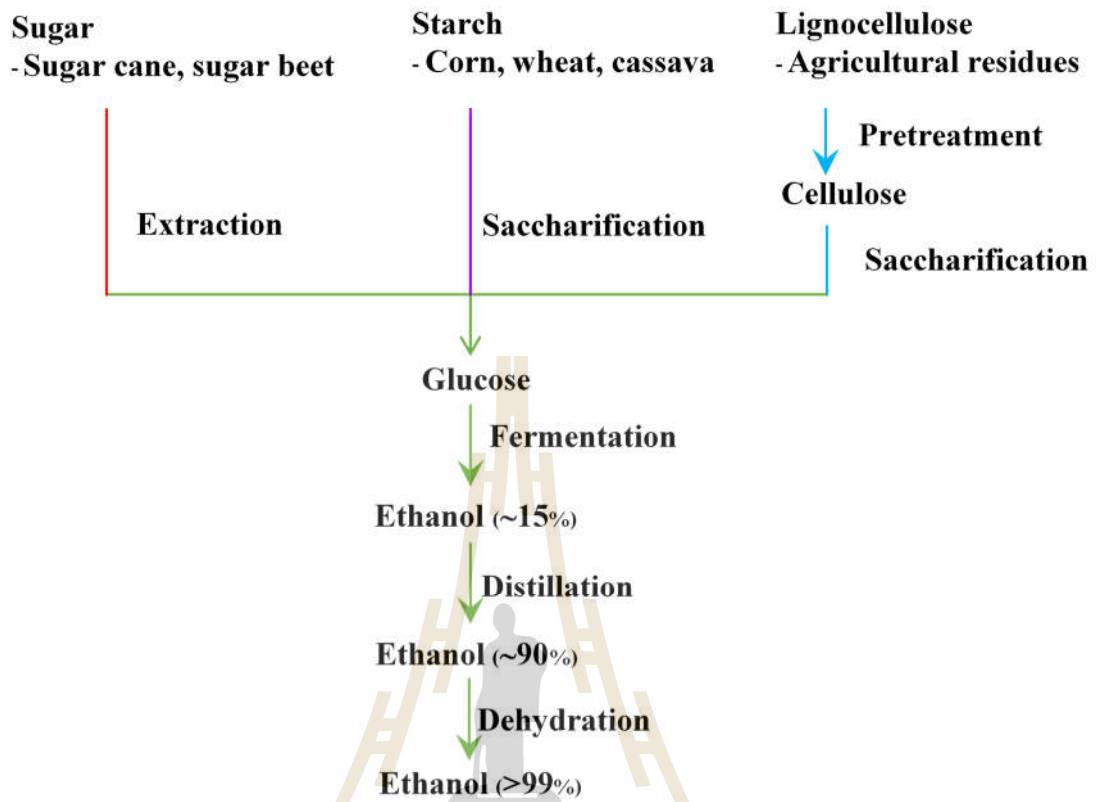 Sugar
- Sugar cane, sugar beet
Starch
- Corn, wheat, cassava
Lignocellulose
- Agricultural residues
Pretreatment
Cellulose
Extraction
Saccharification
Saccharification
Glucose
Fermentation
Ethanol (~15%)
Distillation
Ethanol (~90%)
Dehydration
Ethanol (>99%)